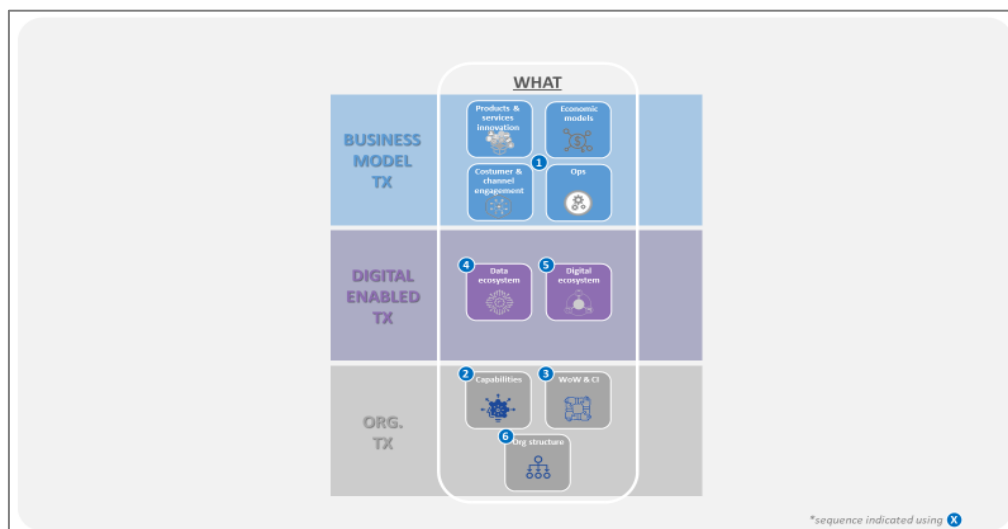 WHAT
BUSINESS
MODEL
TX
Products &
services
innovation
Economic
models
1
Costumer &
channel
engagement
Ops
DIGITAL
ENABLED
TX
4
Data
ecosystem
5
Digital
ecosystem
ORG.
TX
2
Capabilities
3
WoW & CI
6
Org structure
*sequence indicated using X